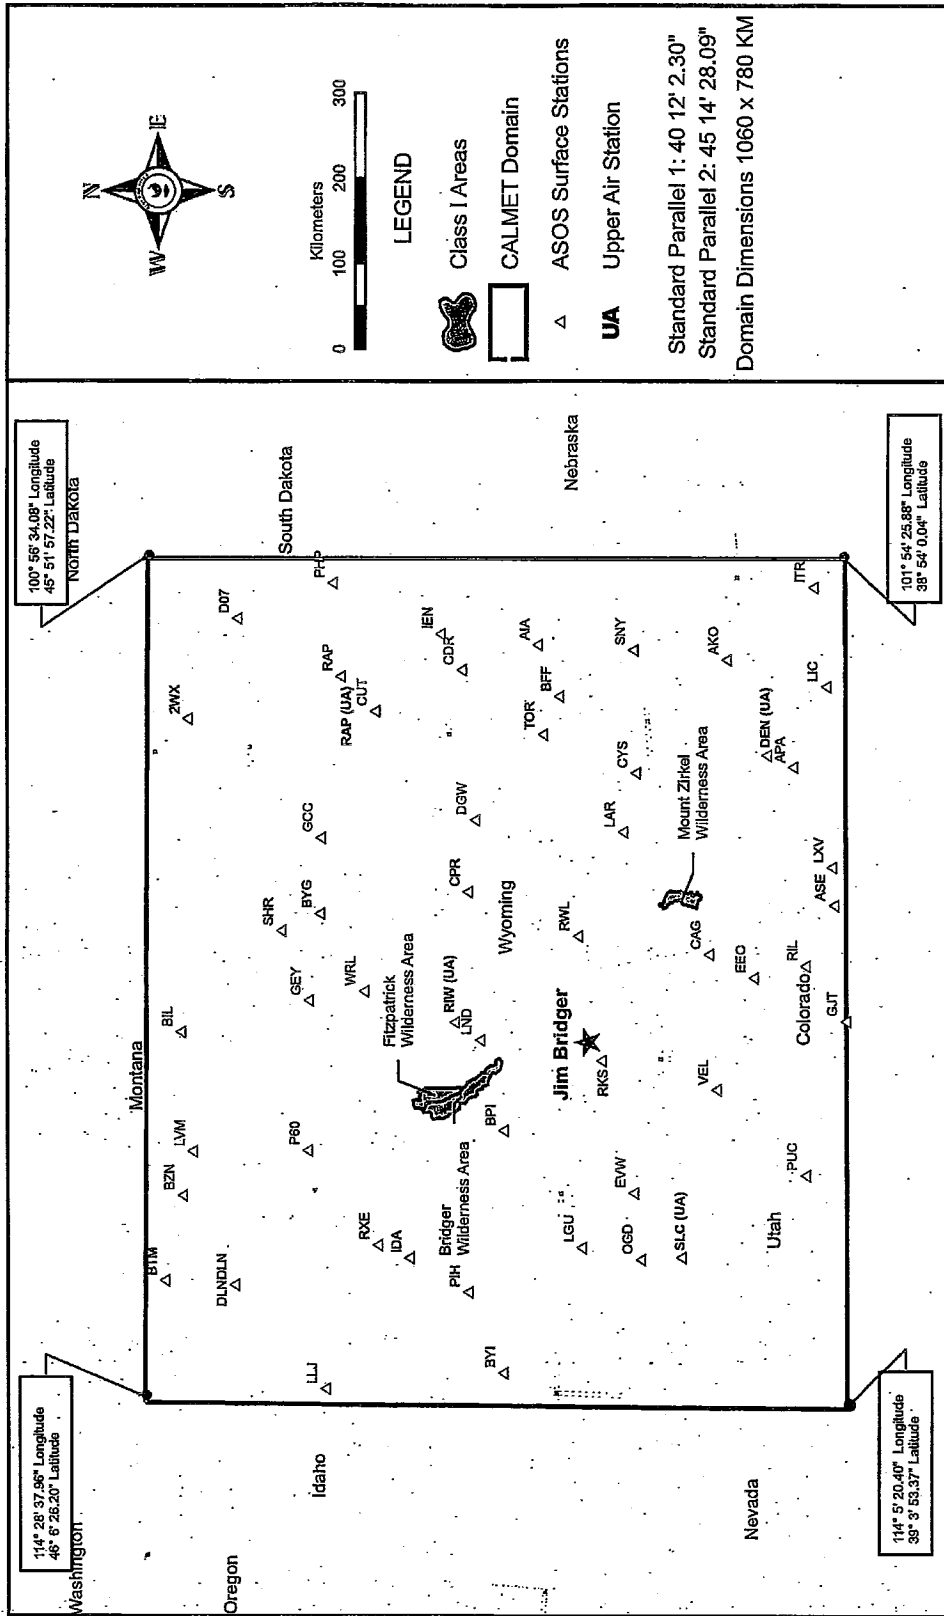 114° 28' 37.96" Longitude
46° 6' 26.20" Latitude
Washington
Oregon
Idaho
Nevada
114° 5' 20.40" Longitude
39° 3' 53.37" Latitude
Montana
BTM
BZN
LVM
BIL
2WX
DLNDLN
D07
P60
GEY
SHR
BYG
GCC
LLJ
RXE
IDA
WRL
RAP
RAP (UA)
CUT
PHP
Fitzpatrick
Wilderness Area
Bridger
Wilderness Area
PIH
RIW (UA)
LND
CPR
DGW
CDR
IEN
BYI
BPI
Wyoming
TOR
BFF
AIA
Jim Bridger
LGU
RKS
RWL
LAR
CYS
SNY
OGD
EVW
SLC (UA)
VEL
CAG
Mount Zirkel
Wilderness Area
AKO
EEO
DEN (UA)
APA
Utah
PUC
Colorado
RIL
GJT
ASE
LXV
LIC
ITR
100° 56' 34.08" Longitude
45° 51' 57.22" Latitude
North Dakota
South Dakota
Nebraska
101° 54' 25.88" Longitude
38° 54' 0.04" Latitude
N
W
E
S
Kilometers
0 100 200 300
LEGEND
Class I Areas
CALMET Domain
ASOS Surface Stations
UA Upper Air Station
Standard Parallel 1: 40 12' 2.30"
Standard Parallel 2: 45 14' 28.09"
Domain Dimensions 1060 x 780 KM